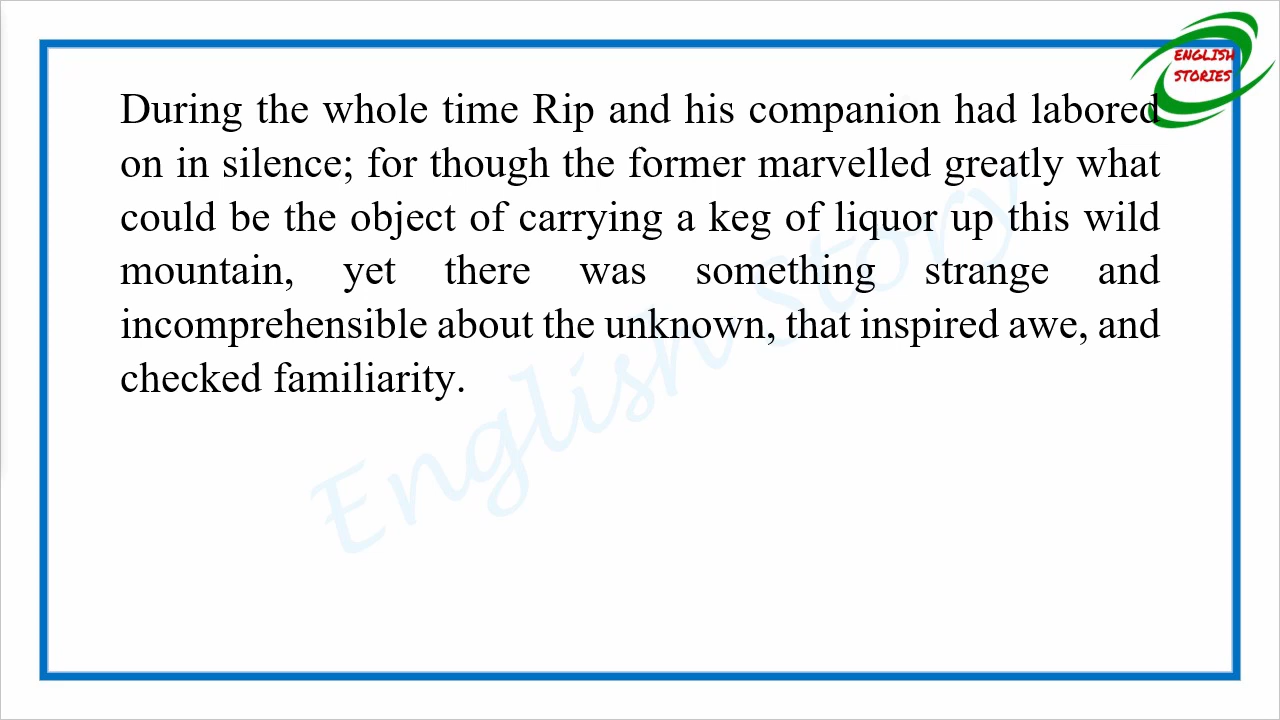 ENGLISH
STORIES
During the whole time Rip and his companion had labored
on in silence; for though the former marvelled greatly what
could be the object of carrying a keg of liquor up this wild
mountain, yet there was something strange and
incomprehensible about the unknown, that inspired awe, and
checked familiarity.
English Story